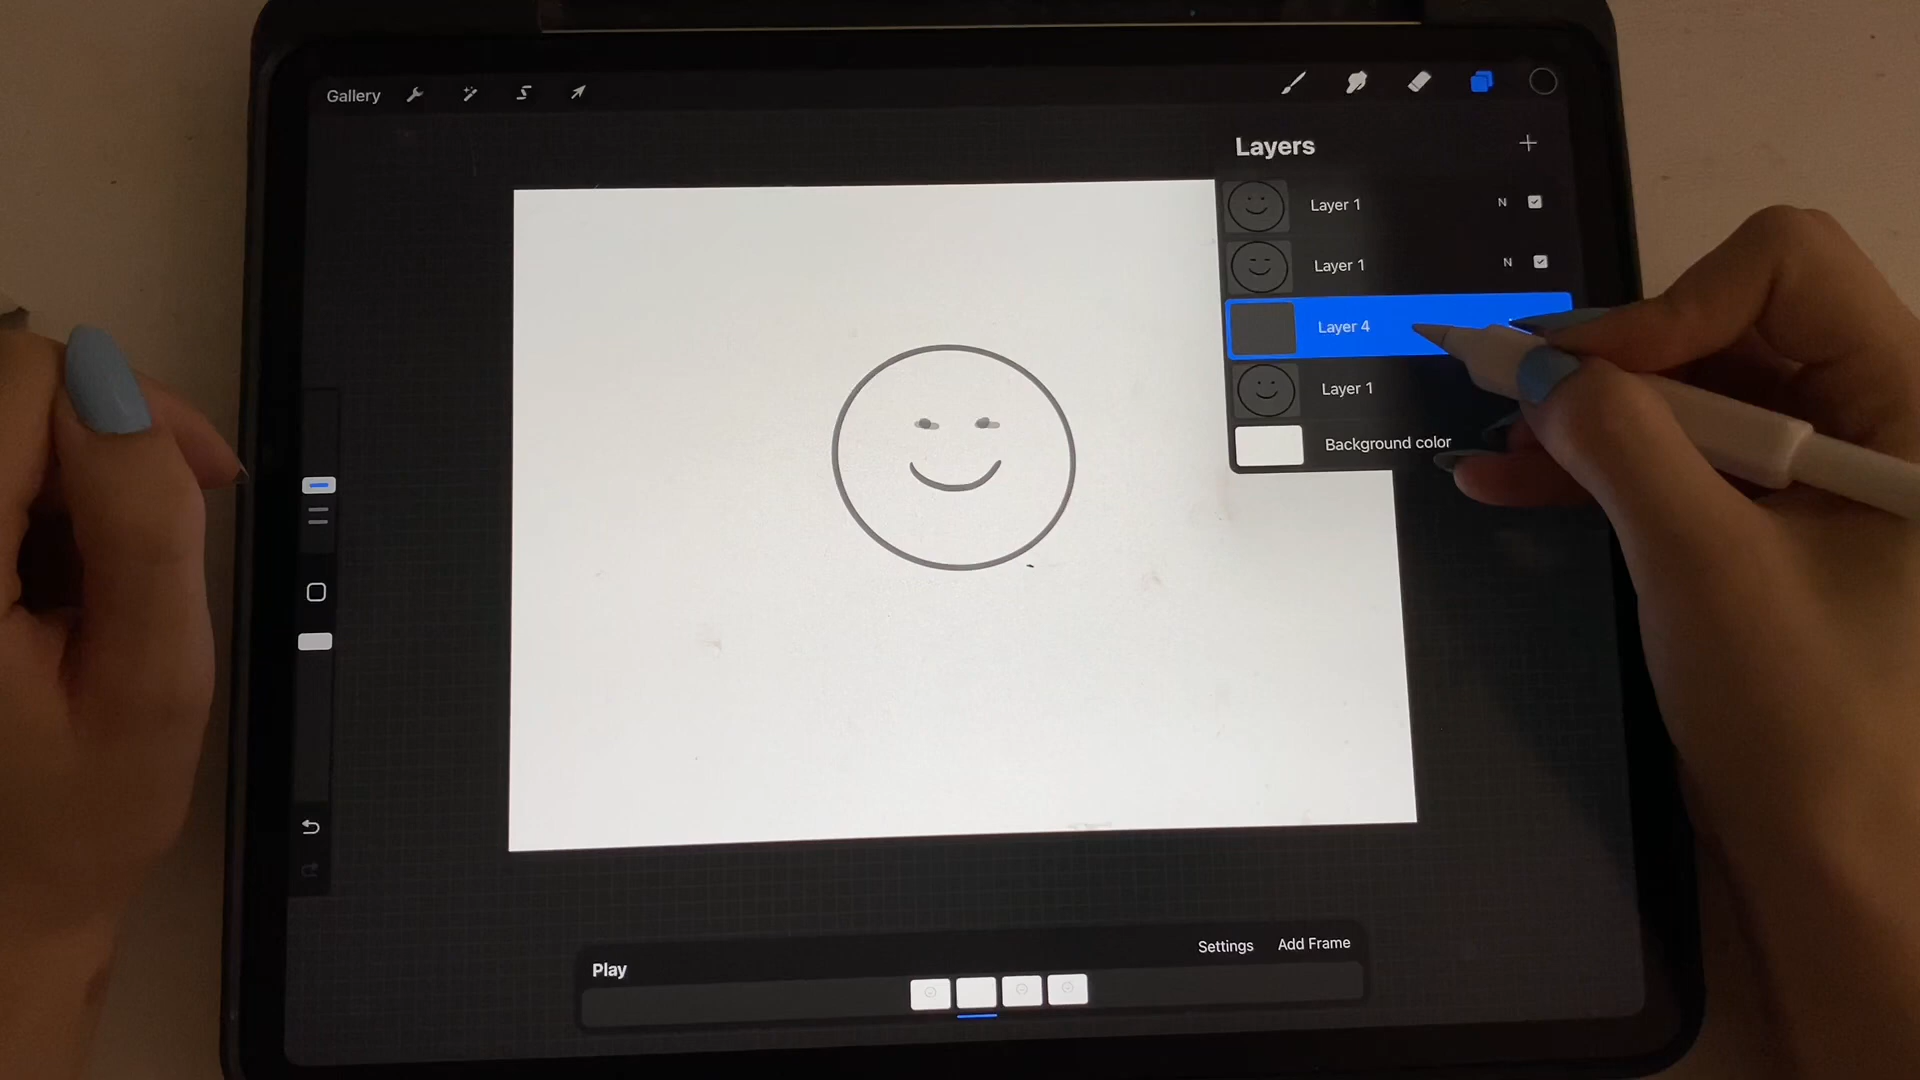 Gallery
Layers
Layer 1 N
Layer 1 N
Layer 4
Layer 1
Background color
Settings Add Frame
Play